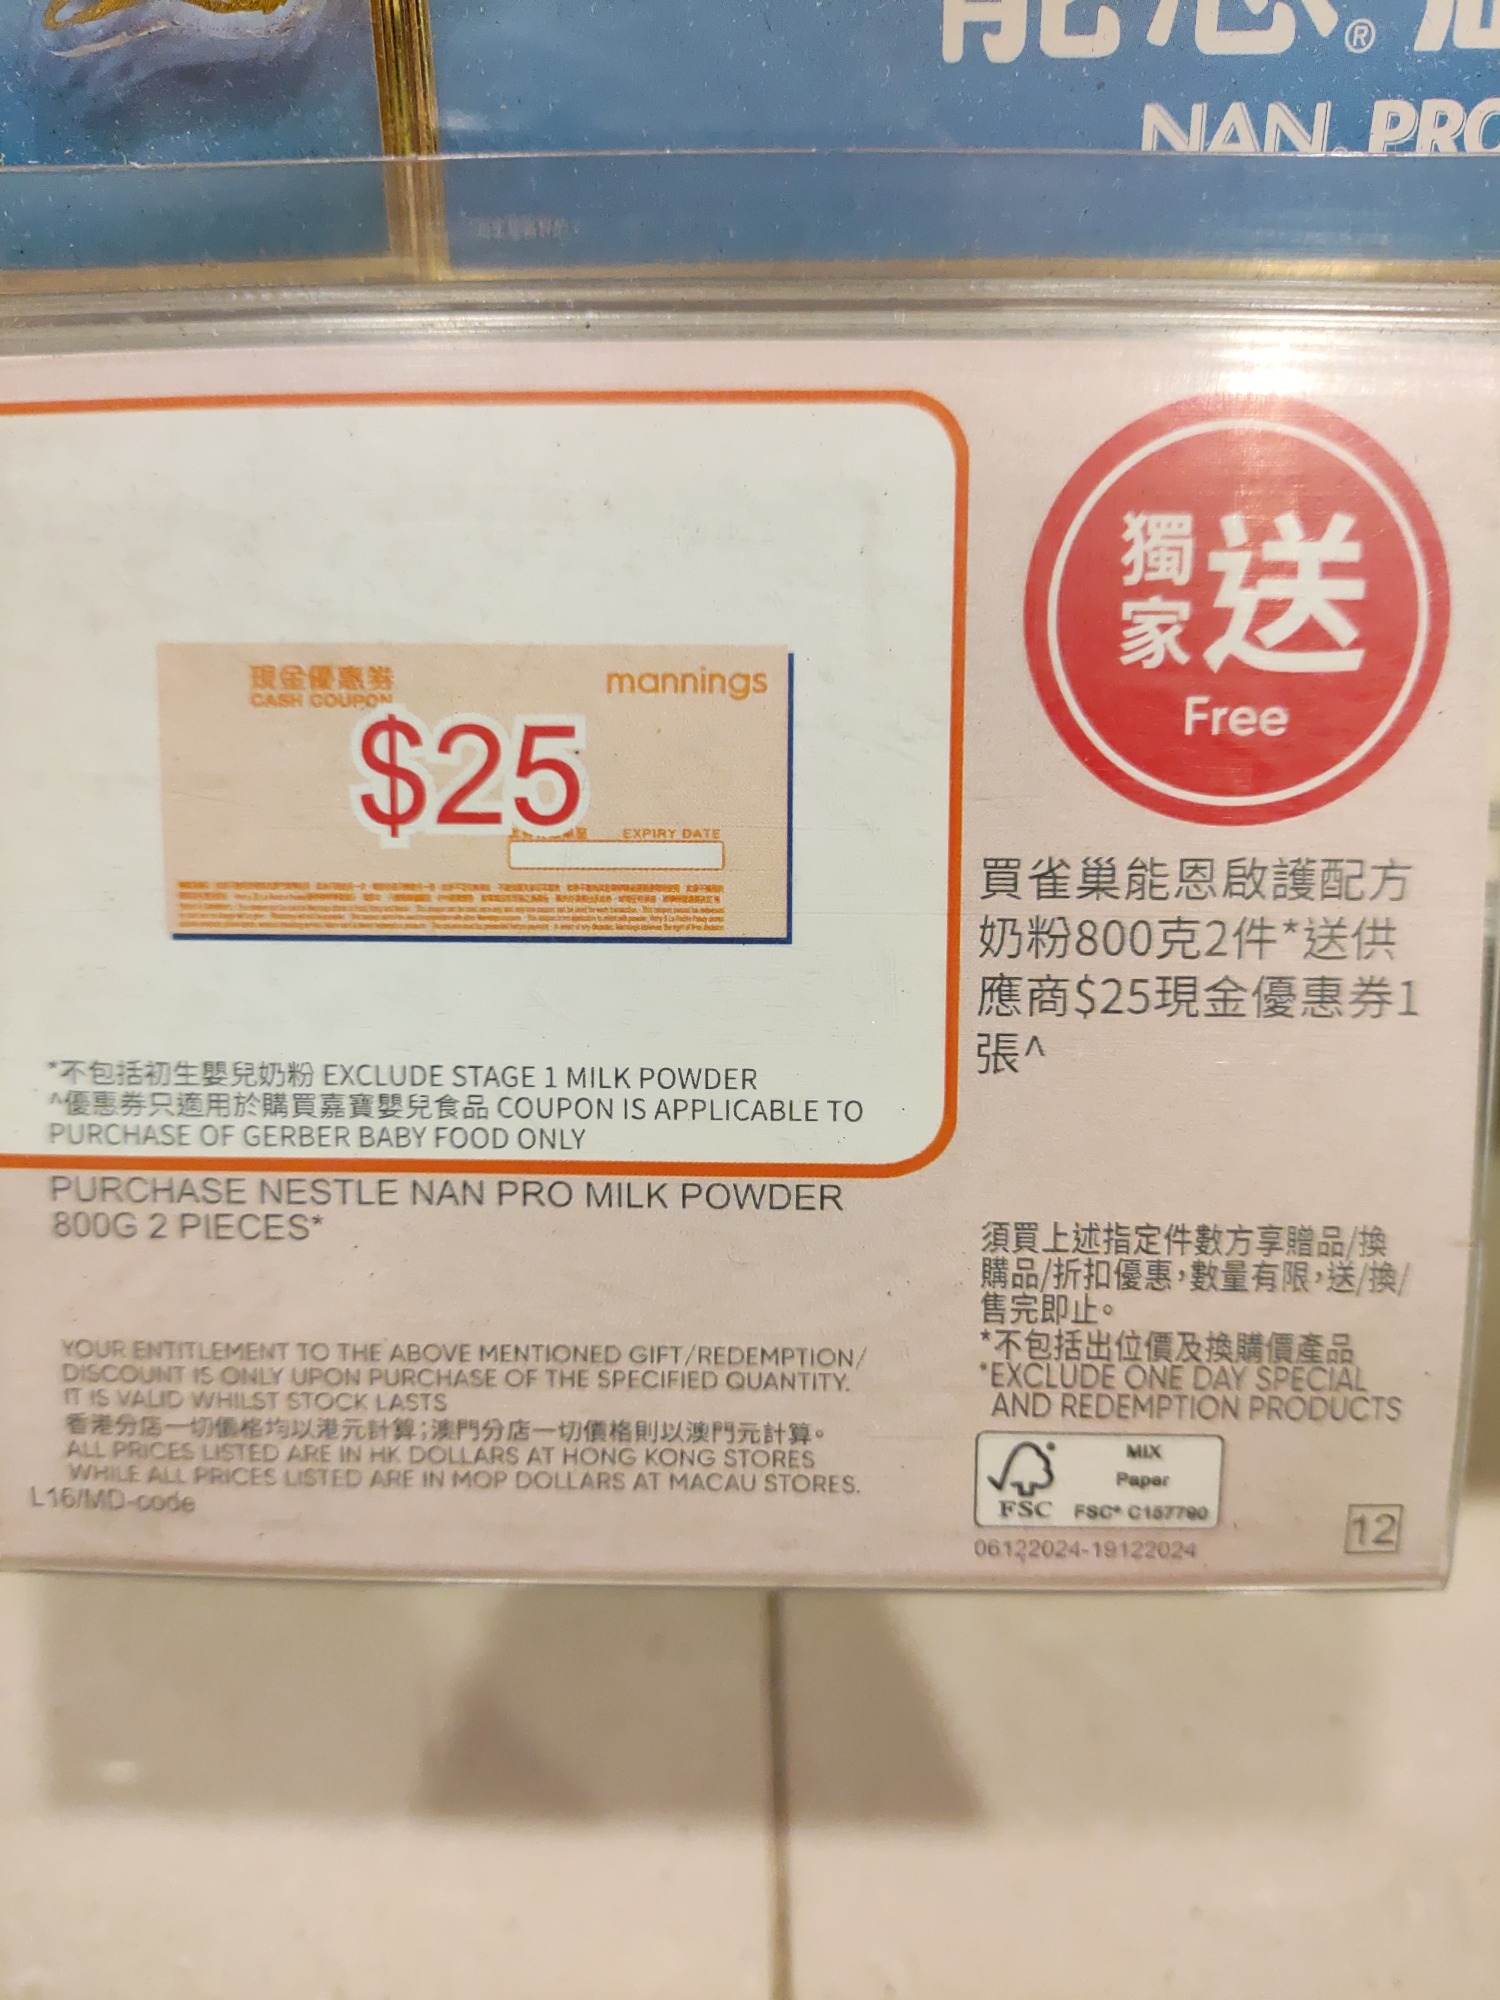 NAN PRO
獨家送
Free
現金優惠券
CASH COUPON
mannings
$25
EXPIRY DATE
買雀巢能恩啟護配方
奶粉800克2件*送供
應商$25現金優惠券1
張^
*不包括初生嬰兒奶粉 EXCLUDE STAGE 1 MILK POWDER
^優惠券只適用於購買嘉寶嬰兒食品 COUPON IS APPLICABLE TO
PURCHASE OF GERBER BABY FOOD ONLY
PURCHASE NESTLE NAN PRO MILK POWDER
800G 2 PIECES*
須買上述指定件數方享贈品/換
購品/折扣優惠，數量有限，送/換/
售完即止。
*不包括出位價及換購價產品
*EXCLUDE ONE DAY SPECIAL
AND REDEMPTION PRODUCTS
YOUR ENTITLEMENT TO THE ABOVE MENTIONED GIFT/REDEMPTION/
DISCOUNT IS ONLY UPON PURCHASE OF THE SPECIFIED QUANTITY.
IT IS VALID WHILST STOCK LASTS
香港分店一切價格均以港元計算；澳門分店一切價格則以澳門元計算。
ALL PRICES LISTED ARE IN HK DOLLARS AT HONG KONG STORES
WHILE ALL PRICES LISTED ARE IN MOP DOLLARS AT MACAU STORES.
L16/MD-code
MIX
Paper
FSC FSC® C157790
06122024-19122024
12